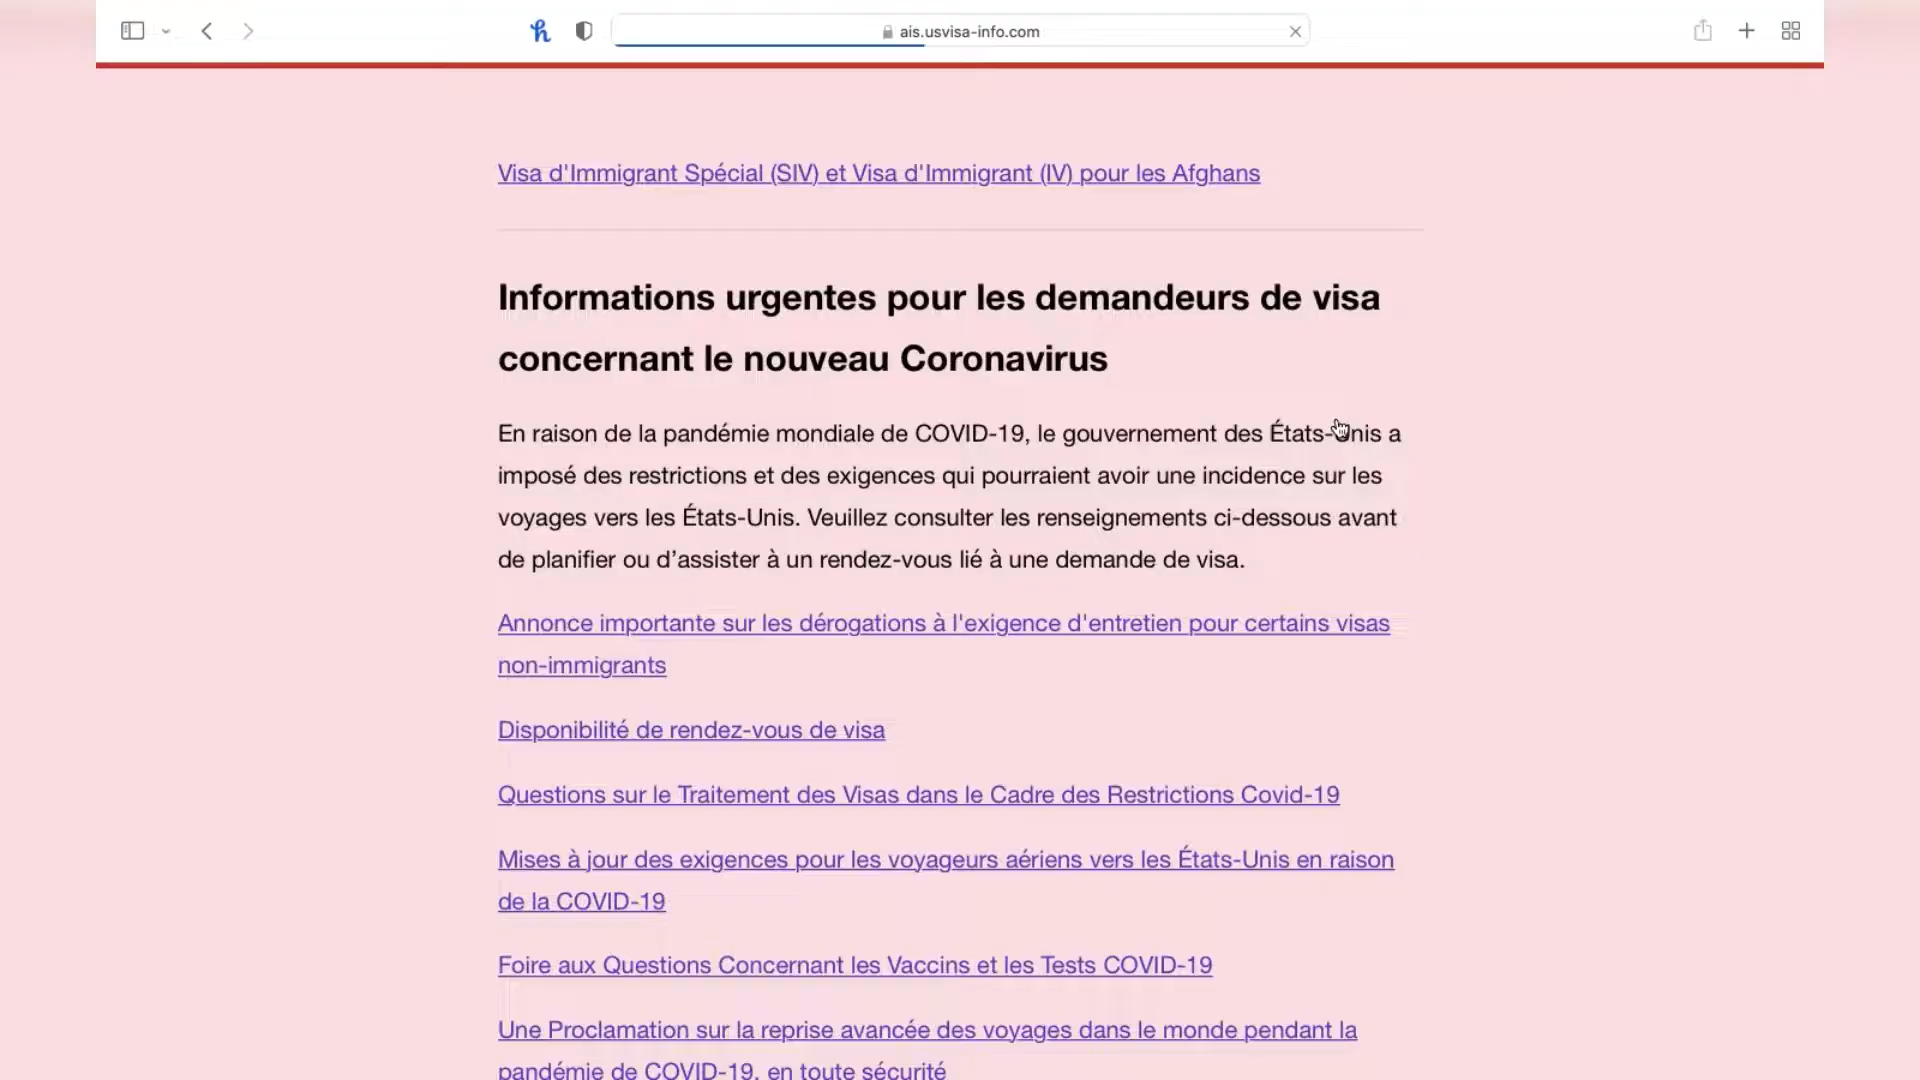 ais.usvisa-info.com
Visa d'Immigrant Spécial (SIV) et Visa d'Immigrant (IV) pour les Afghans
Informations urgentes pour les demandeurs de visa
concernant le nouveau Coronavirus
En raison de la pandémie mondiale de COVID-19, le gouvernement des États-Unis a
imposé des restrictions et des exigences qui pourraient avoir une incidence sur les
voyages vers les États-Unis. Veuillez consulter les renseignements ci-dessous avant
de planifier ou d’assister à un rendez-vous lié à une demande de visa.
Annonce importante sur les dérogations à l'exigence d'entretien pour certains visas
non-immigrants
Disponibilité de rendez-vous de visa
Questions sur le Traitement des Visas dans le Cadre des Restrictions Covid-19
Mises à jour des exigences pour les voyageurs aériens vers les États-Unis en raison
de la COVID-19
Foire aux Questions Concernant les Vaccins et les Tests COVID-19
Une Proclamation sur la reprise avancée des voyages dans le monde pendant la
pandémie de COVID-19, en toute sécurité